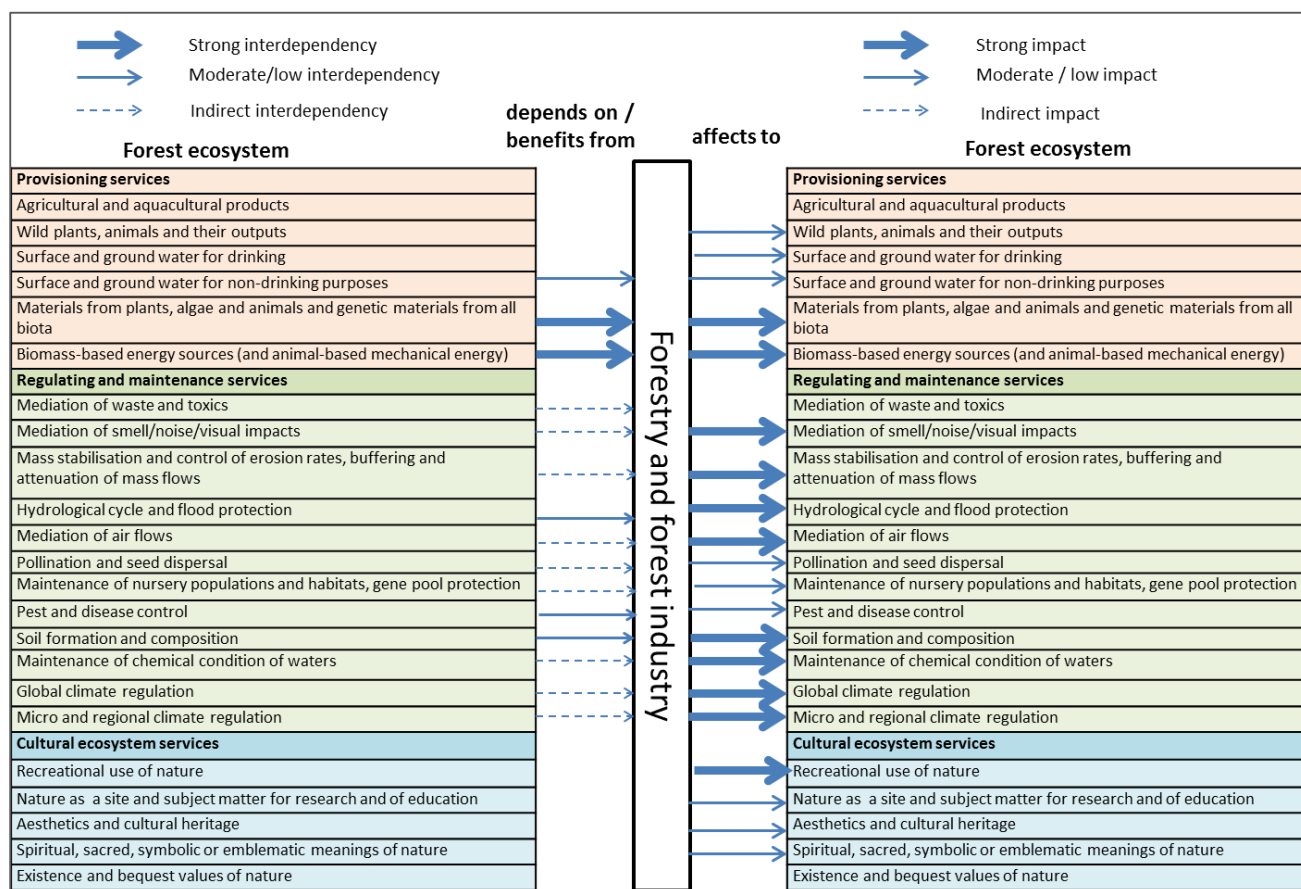 Strong interdependency
Moderate/low interdependency
Indirect interdependency
Strong impact
Moderate / low impact
Indirect impact
depends on /
benefits from
affects to
Forest ecosystem
Provisioning services
Agricultural and aquacultural products
Wild plants, animals and their outputs
Surface and ground water for drinking
Surface and ground water for non-drinking purposes
Materials from plants, algae and animals and genetic materials from all
biota
Biomass-based energy sources (and animal-based mechanical energy)
Regulating and maintenance services
Mediation of waste and toxics
Mediation of smell/noise/visual impacts
Mass stabilisation and control of erosion rates, buffering and
attenuation of mass flows
Hydrological cycle and flood protection
Mediation of air flows
Pollination and seed dispersal
Maintenance of nursery populations and habitats, gene pool protection
Pest and disease control
Soil formation and composition
Maintenance of chemical condition of waters
Global climate regulation
Micro and regional climate regulation
Cultural ecosystem services
Recreational use of nature
Nature as a site and subject matter for research and of education
Aesthetics and cultural heritage
Spiritual, sacred, symbolic or emblematic meanings of nature
Existence and bequest values of nature
Forestry and forest industry
Forest ecosystem
Provisioning services
Agricultural and aquacultural products
Wild plants, animals and their outputs
Surface and ground water for drinking
Surface and ground water for non-drinking purposes
Materials from plants, algae and animals and genetic materials from all
biota
Biomass-based energy sources (and animal-based mechanical energy)
Regulating and maintenance services
Mediation of waste and toxics
Mediation of smell/noise/visual impacts
Mass stabilisation and control of erosion rates, buffering and
attenuation of mass flows
Hydrological cycle and flood protection
Mediation of air flows
Pollination and seed dispersal
Maintenance of nursery populations and habitats, gene pool protection
Pest and disease control
Soil formation and composition
Maintenance of chemical condition of waters
Global climate regulation
Micro and regional climate regulation
Cultural ecosystem services
Recreational use of nature
Nature as a site and subject matter for research and of education
Aesthetics and cultural heritage
Spiritual, sacred, symbolic or emblematic meanings of nature
Existence and bequest values of nature